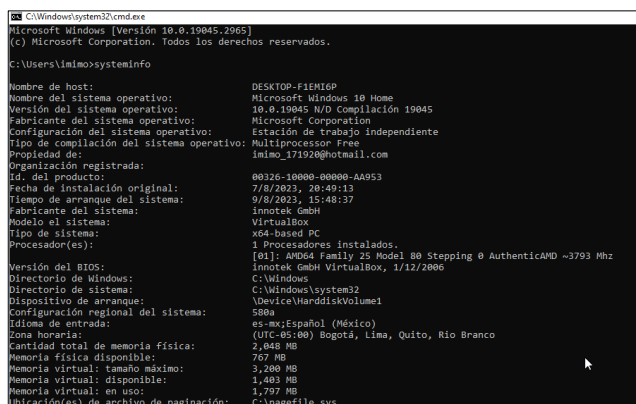 C:\Windows\system32\cmd.exe
Microsoft Windows [Versión 10.0.19045.2965]
(c) Microsoft Corporation. Todos los derechos reservados.
C:\Users\imimo>systeminfo
Nombre de host: DESKTOP-F1EMI6P
Nombre del sistema operativo: Microsoft Windows 10 Home
Versión del sistema operativo: 10.0.19045 N/D Compilación 19045
Fabricante del sistema operativo: Microsoft Corporation
Configuración del sistema operativo: Estación de trabajo independiente
Tipo de compilación del sistema operativo: Multiprocessor Free
Propiedad de: imimo_171920@hotmail.com
Organización registrada:
Id. del producto: 00326-10000-00000-AA953
Fecha de instalación original: 7/8/2023, 20:49:13
Tiempo de arranque del sistema: 9/8/2023, 15:48:37
Fabricante del sistema: innotek GmbH
Modelo el sistema: VirtualBox
Tipo de sistema: x64-based PC
Procesador(es): 1 Procesadores instalados.
[01]: AMD64 Family 25 Model 80 Stepping 0 AuthenticAMD ~3793 Mhz
Versión del BIOS: innotek GmbH VirtualBox, 1/12/2006
Directorio de Windows: C:\Windows
Directorio de sistema: C:\Windows\system32
Dispositivo de arranque: \Device\HarddiskVolume1
Configuración regional del sistema: 580a
Idioma de entrada: es-mx;Español (México)
Zona horaria: (UTC-05:00) Bogotá, Lima, Quito, Rio Branco
Cantidad total de memoria física: 2,048 MB
Memoria física disponible: 767 MB
Memoria virtual: tamaño máximo: 3,200 MB
Memoria virtual: disponible: 1,403 MB
Memoria virtual: en uso: 1,797 MB
Ubicación(es) de archivo de paginación: C:\pagefile.sys